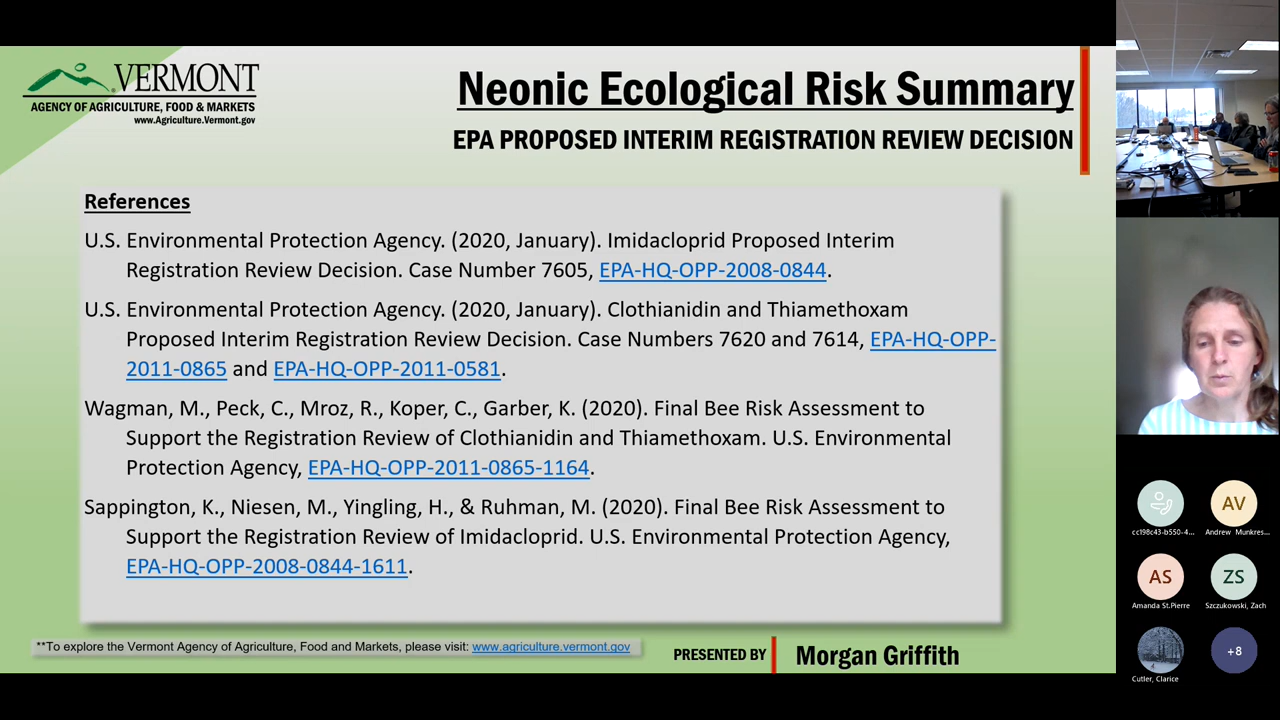 VERMONT
AGENCY OF AGRICULTURE, FOOD & MARKETS
www.Agriculture.Vermont.gov
Neonic Ecological Risk Summary
EPA PROPOSED INTERIM REGISTRATION REVIEW DECISION
References
U.S. Environmental Protection Agency. (2020, January). Imidacloprid Proposed Interim
Registration Review Decision. Case Number 7605, EPA-HQ-OPP-2008-0844.
U.S. Environmental Protection Agency. (2020, January). Clothianidin and Thiamethoxam
Proposed Interim Registration Review Decision. Case Numbers 7620 and 7614, EPA-HQ-OPP-
2011-0865 and EPA-HQ-OPP-2011-0581.
Wagman, M., Peck, C., Mroz, R., Koper, C., Garber, K. (2020). Final Bee Risk Assessment to
Support the Registration Review of Clothianidin and Thiamethoxam. U.S. Environmental
Protection Agency, EPA-HQ-OPP-2011-0865-1164.
Sappington, K., Niesen, M., Yingling, H., & Ruhman, M. (2020). Final Bee Risk Assessment to
Support the Registration Review of Imidacloprid. U.S. Environmental Protection Agency,
EPA-HQ-OPP-2008-0844-1611.
**To explore the Vermont Agency of Agriculture, Food and Markets, please visit: www.agriculture.vermont.gov
PRESENTED BY
Morgan Griffith
cc198c43-b550-4...
AV
Andrew Munkres...
AS
Amanda St.Pierre
ZS
Szczukowski, Zach
Cutler, Clarice
+8